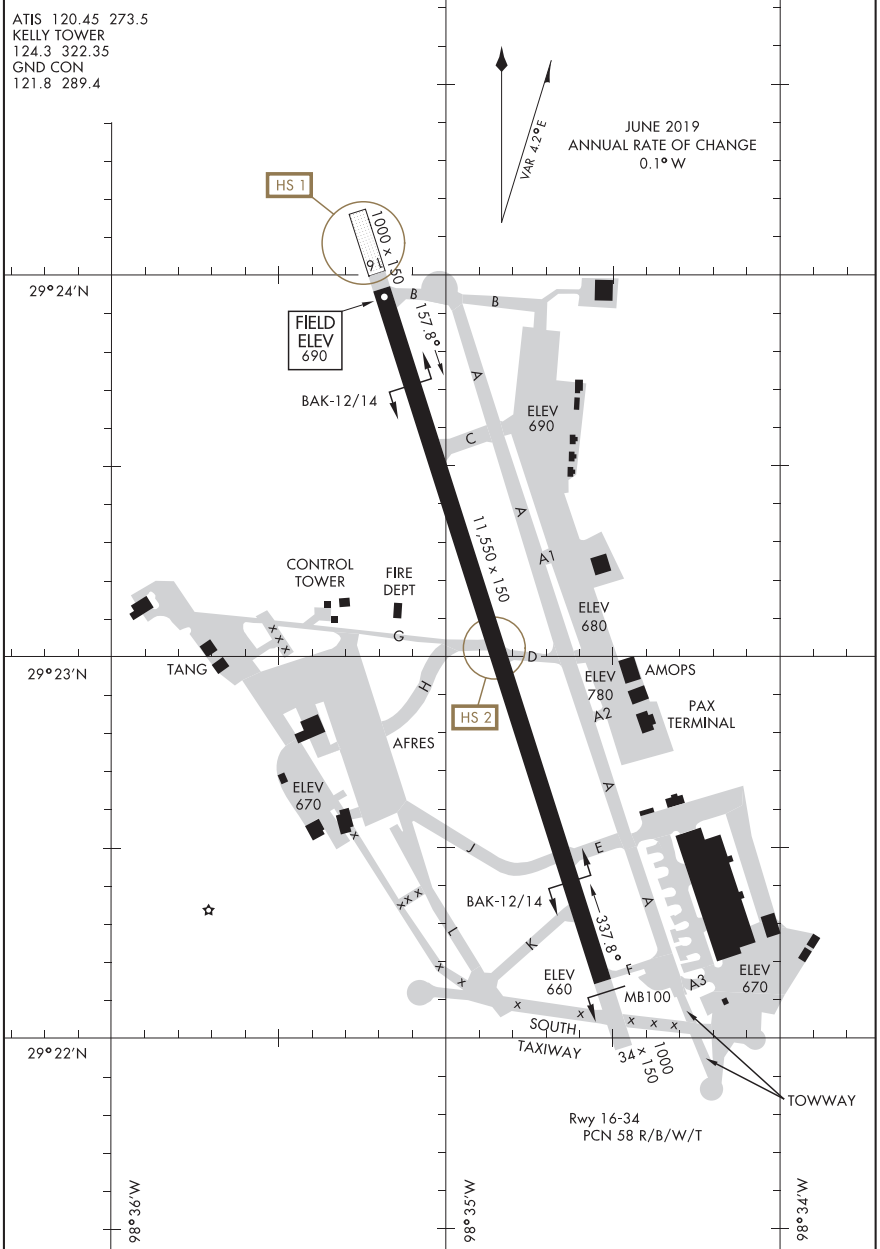 ATIS 120.45 273.5
KELLY TOWER
124.3 322.35
GND CON
121.8 289.4
VAR 4.2° E
JUNE 2019
ANNUAL RATE OF CHANGE
0.1° W
HS 1
1000 x 150
16
29° 24'N
B
B
FIELD
ELEV
690
157.8°
A
BAK-12/14
ELEV
690
C
A
11,550 x 150
A1
CONTROL
TOWER
FIRE
DEPT
ELEV
680
G
x x x
TANG
29° 23'N
D
H
ELEV
780
AMOPS
A2
HS 2
PAX
TERMINAL
AFRES
A
ELEV
670
x
J
E
BAK-12/14
xxx
A
L
337.8°
K
x
x
ELEV
660
F
MB100
A3
ELEV
670
x
x x x x
SOUTH
TAXIWAY
29° 22'N
34
1000
x 150
TOWWAY
Rwy 16-34
PCN 58 R/B/W/T
98° 36'W
98° 35'W
98° 34'W